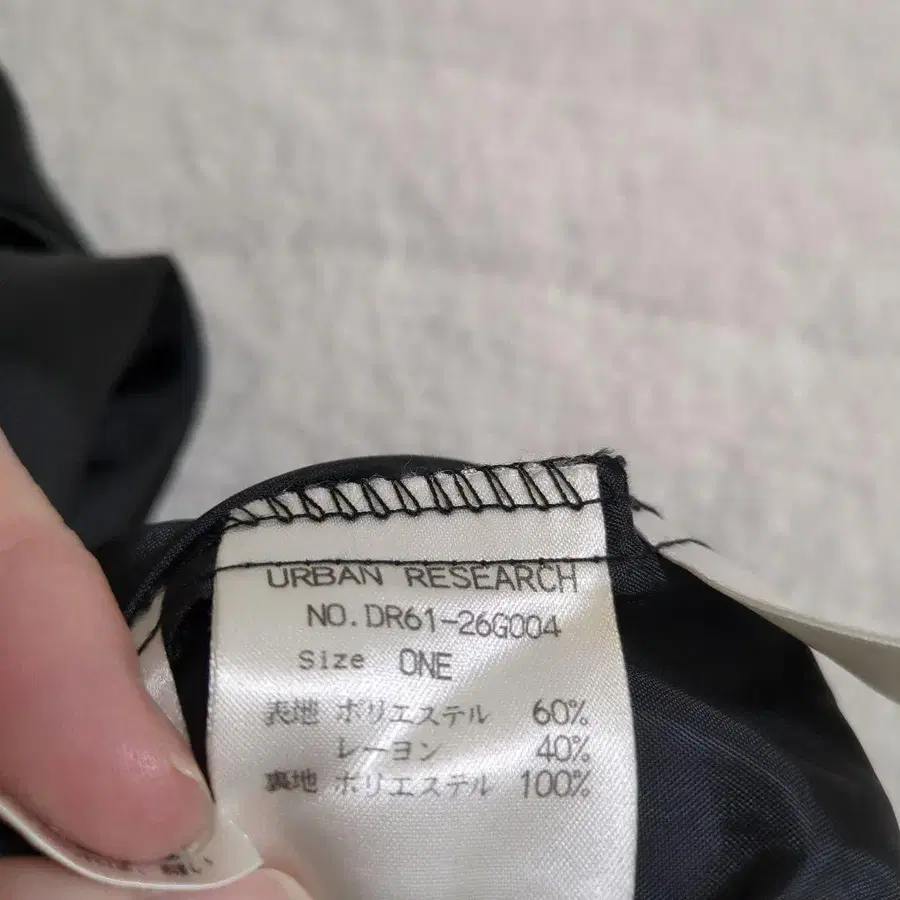 URBAN RESEARCH
NO.DR61-26G004
Size ONE
表地 ポリエステル 60%
レーヨン 40%
裏地 ポリエステル 100%